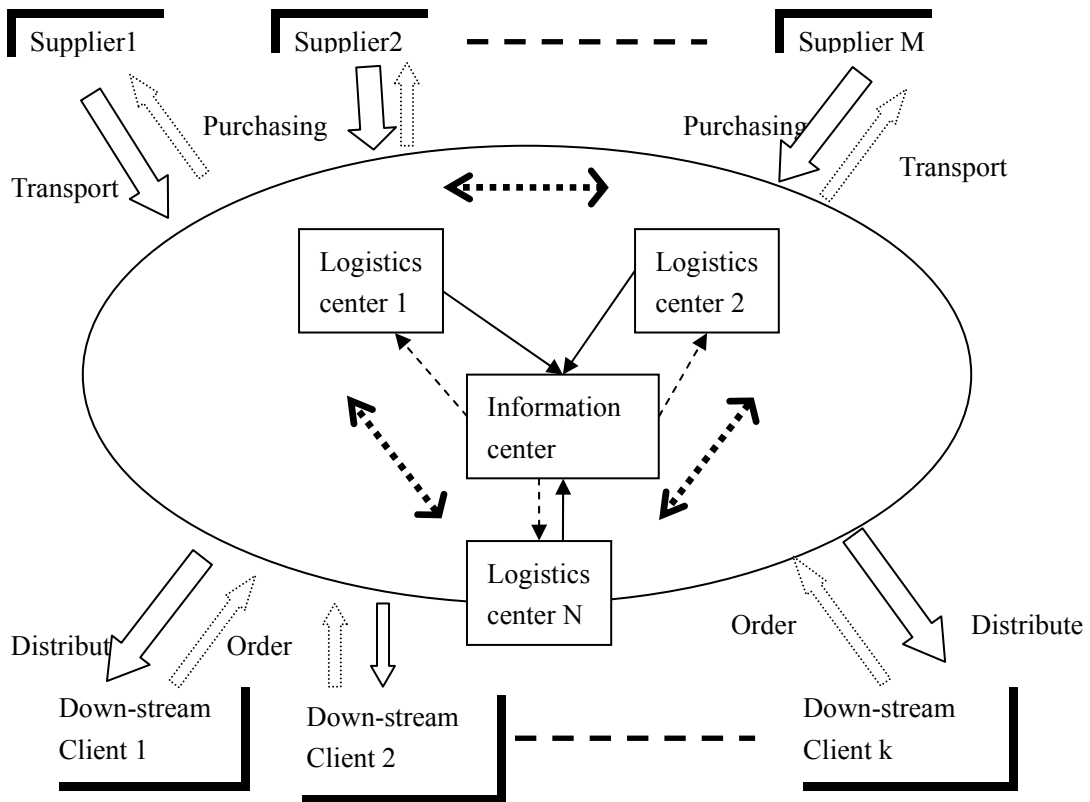 Supplier1
Supplier2
Supplier M
Purchasing
Purchasing
Transport
Transport
Logistics
center 1
Logistics
center 2
Information
center
Logistics
center N
Distribut
Order
Order
Distribute
Down-stream
Client 1
Down-stream
Client 2
Down-stream
Client k